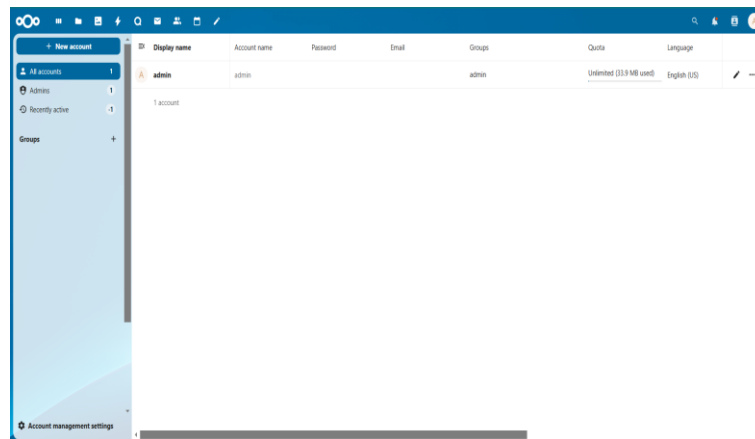 + New account
All accounts 1
Admins 1
Recently active -1
Groups +
Account management settings
Display name Account name Password Email Groups Quota Language
A admin admin admin Unlimited (33.9 MB used) English (US)
1 account